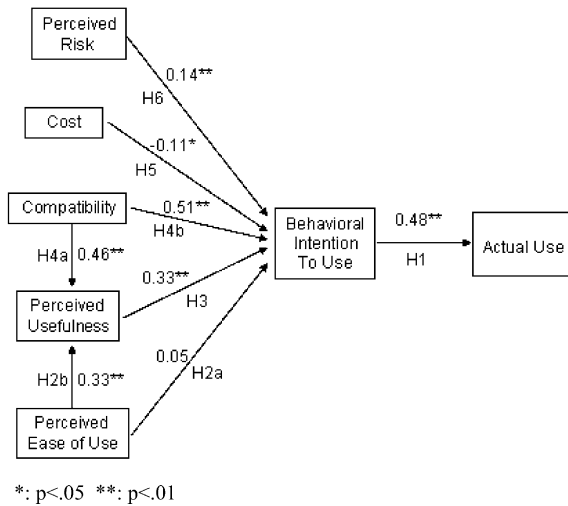 Perceived
Risk
0.14**
H6
Cost
-0.11*
H5
Compatibility
0.51**
H4b
H4a
0.46**
Behavioral
Intention
To Use
0.48**
H1
Actual Use
Perceived
Usefulness
0.33**
H3
H2b
0.33**
0.05
H2a
Perceived
Ease of Use
*: p<.05 **: p<.01